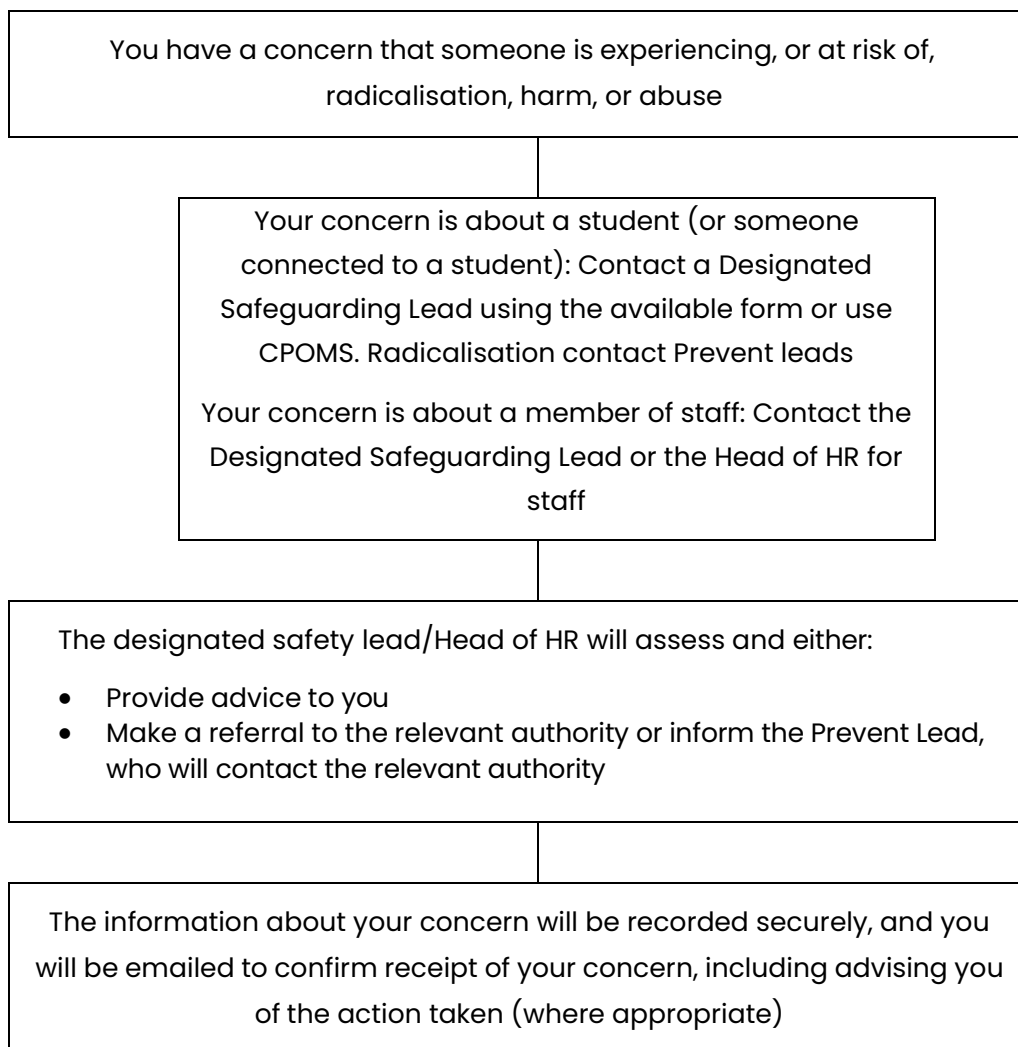 You have a concern that someone is experiencing, or at risk of,
radicalisation, harm, or abuse
Your concern is about a student (or someone
connected to a student): Contact a Designated
Safeguarding Lead using the available form or use
CPOMS. Radicalisation contact Prevent leads
Your concern is about a member of staff: Contact the
Designated Safeguarding Lead or the Head of HR for
staff
The designated safety lead/Head of HR will assess and either:
• Provide advice to you
• Make a referral to the relevant authority or inform the Prevent Lead,
who will contact the relevant authority
The information about your concern will be recorded securely, and you
will be emailed to confirm receipt of your concern, including advising you
of the action taken (where appropriate)